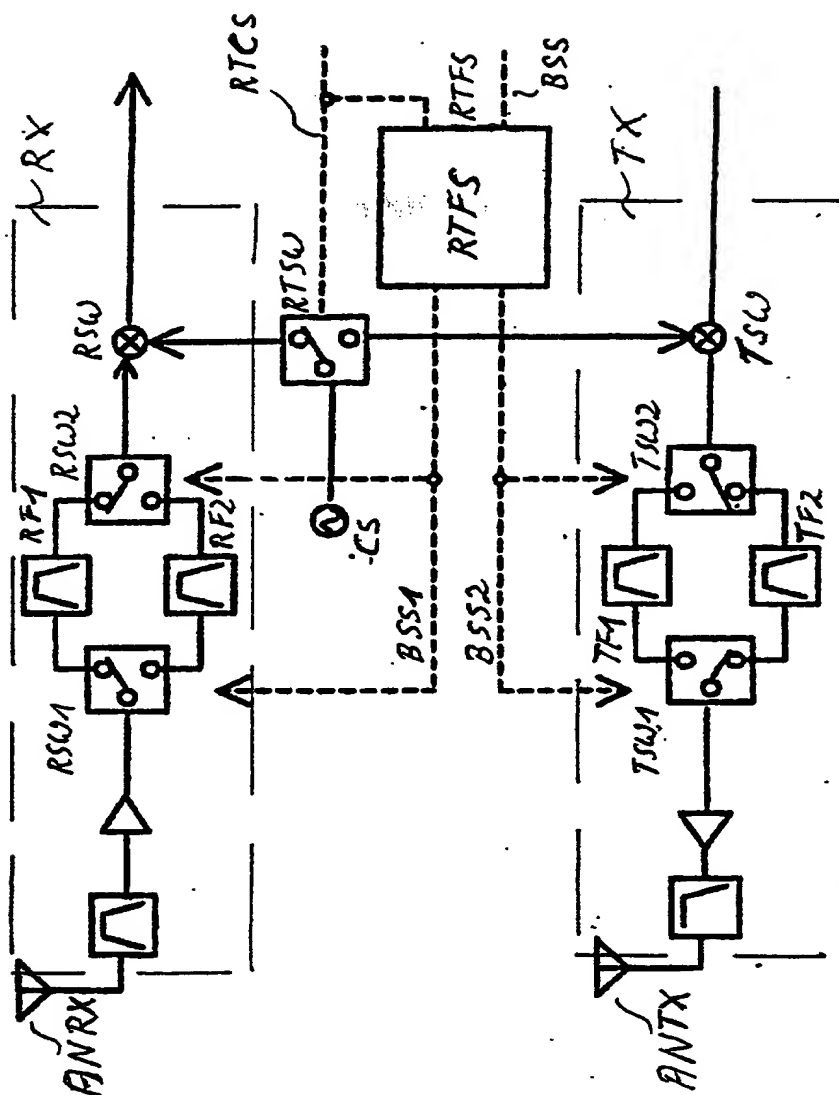 RX
RTCS
RTFS
BSS
TX
RSW
RTSW
RTFS
TSW
RF1
RSW2
RF2
CS
TF1
TSW2
TF2
RSW1
BSS1
BSS2
TSW1
ANRX
ANTX